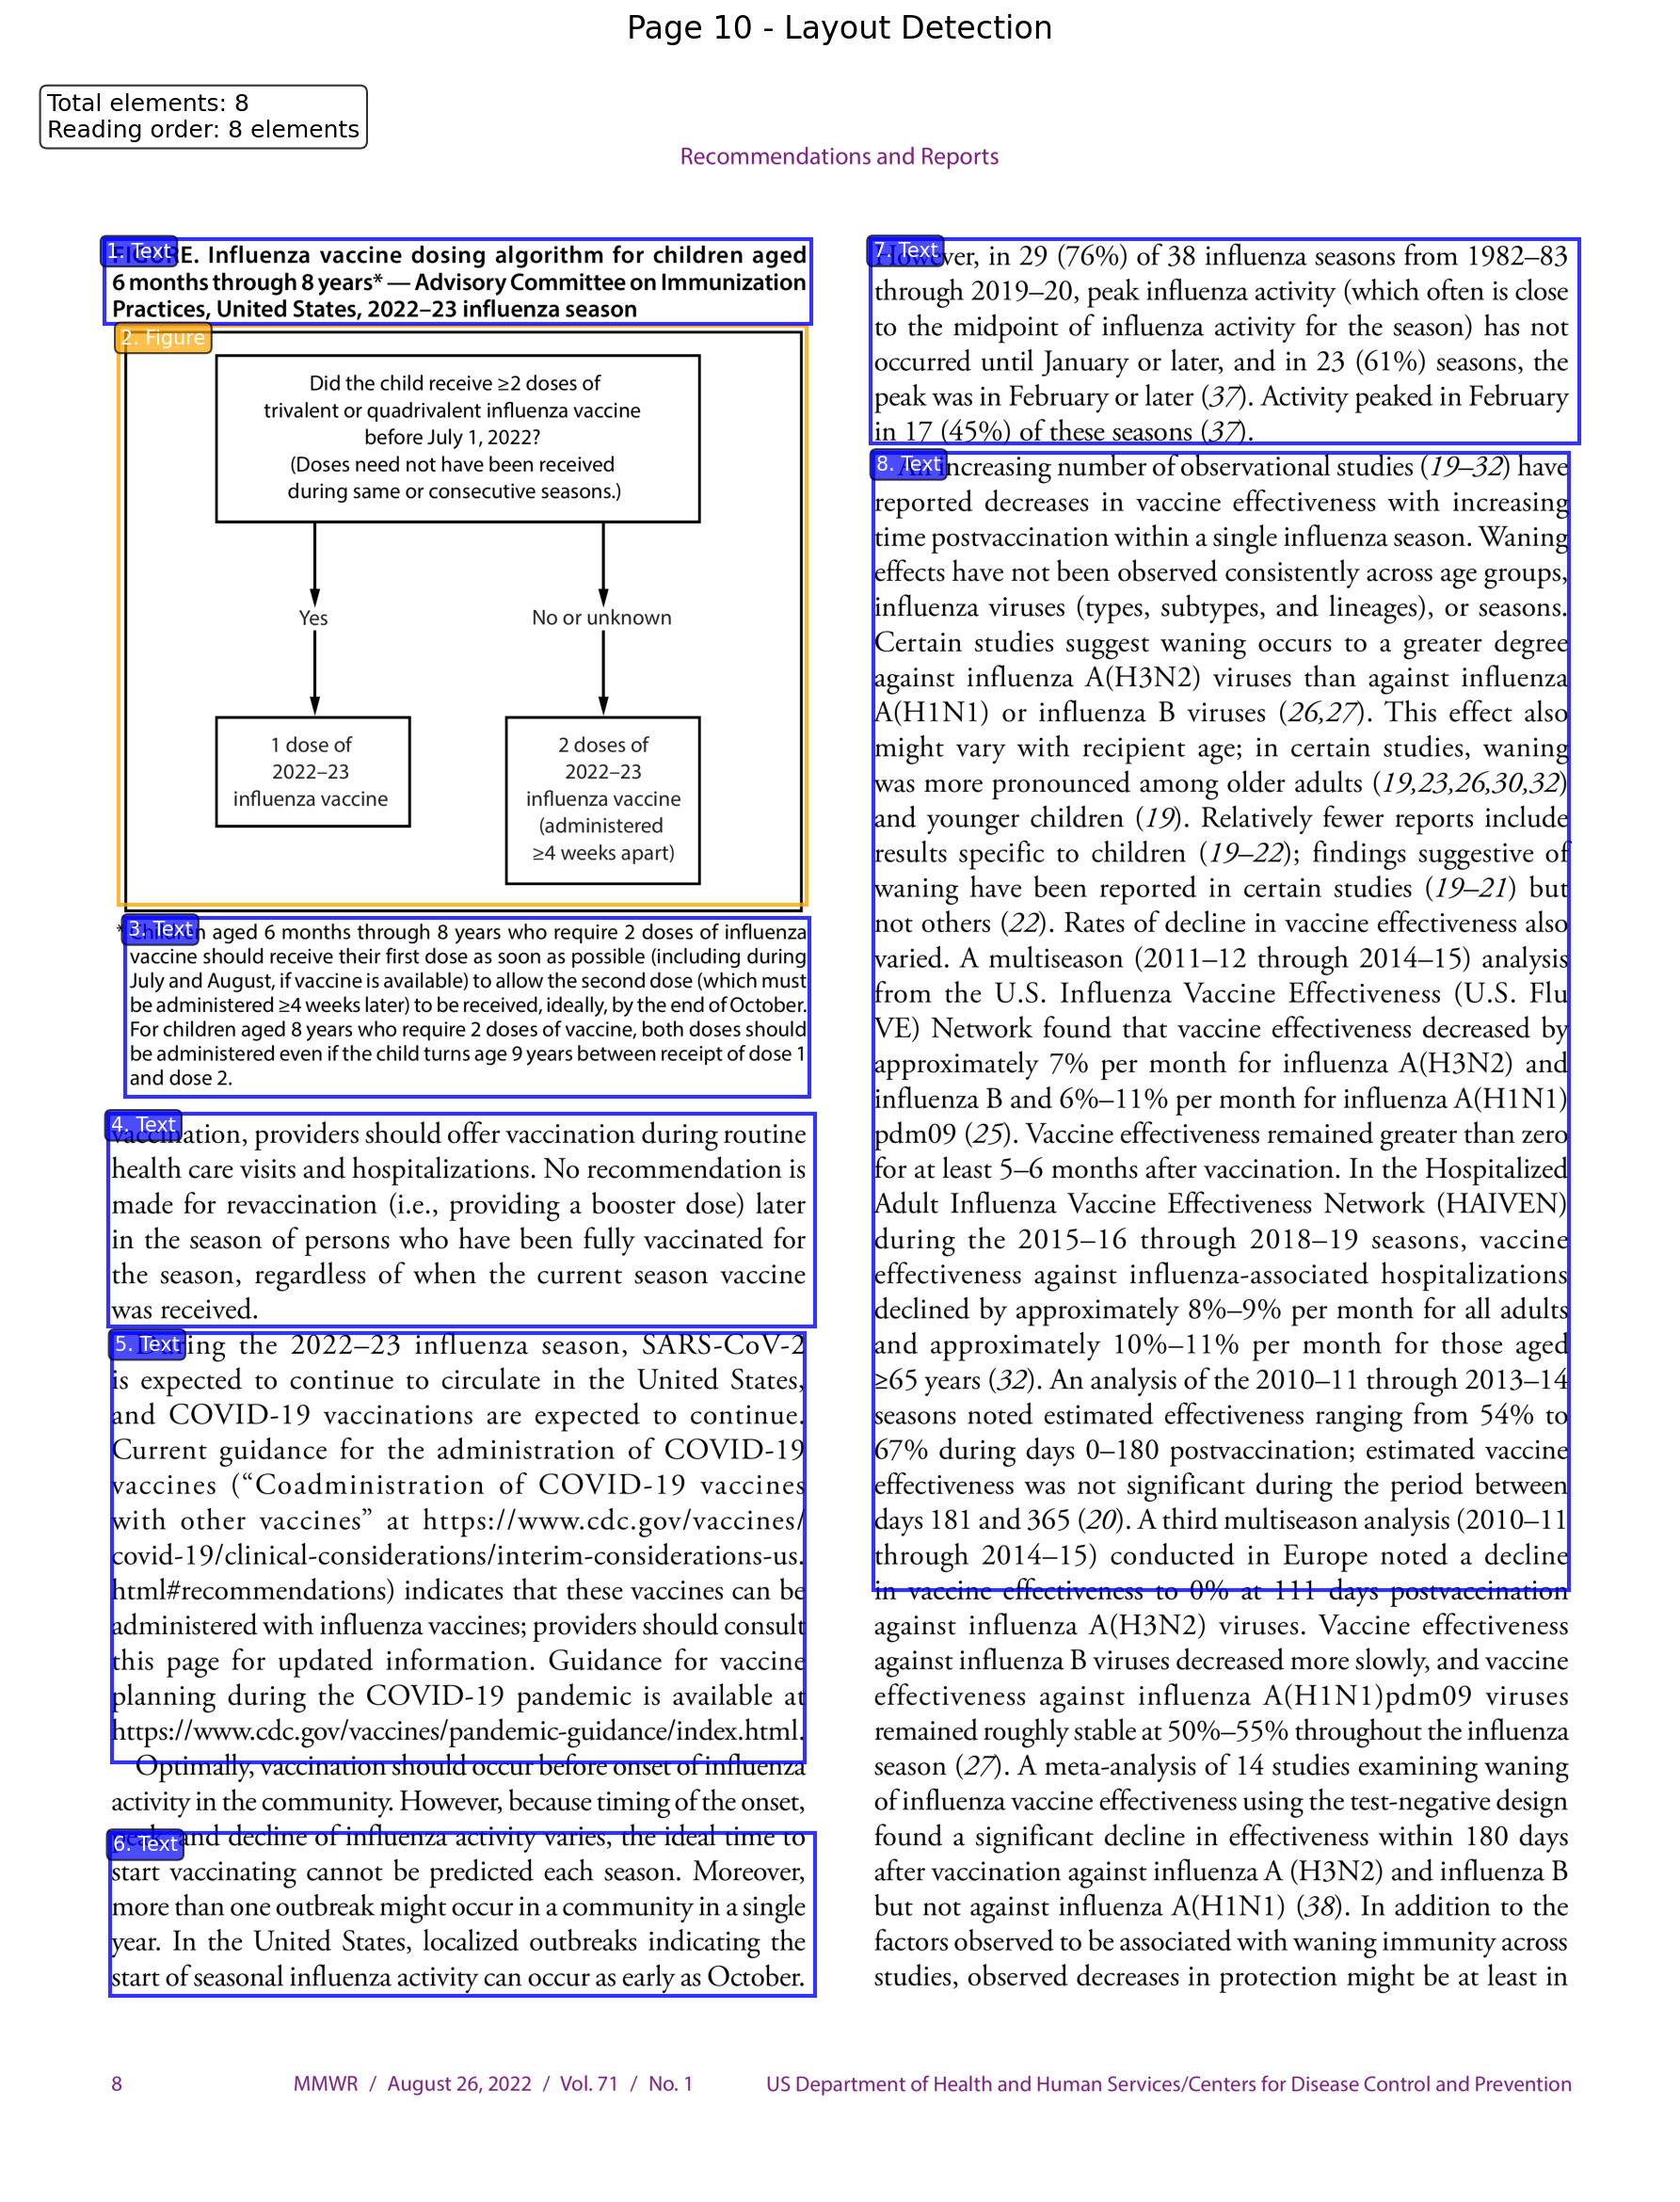 Page 10 - Layout Detection
Total elements: 8
Reading order: 8 elements
Recommendations and Reports
1. Text
FIGURE. Influenza vaccine dosing algorithm for children aged
6 months through 8 years* — Advisory Committee on Immunization
Practices, United States, 2022–23 influenza season
2. Figure
Did the child receive ≥2 doses of
trivalent or quadrivalent influenza vaccine
before July 1, 2022?
(Doses need not have been received
during same or consecutive seasons.)
Yes
No or unknown
1 dose of
2022–23
influenza vaccine
2 doses of
2022–23
influenza vaccine
(administered
≥4 weeks apart)
3. Text
* Children aged 6 months through 8 years who require 2 doses of influenza
vaccine should receive their first dose as soon as possible (including during
July and August, if vaccine is available) to allow the second dose (which must
be administered ≥4 weeks later) to be received, ideally, by the end of October.
For children aged 8 years who require 2 doses of vaccine, both doses should
be administered even if the child turns age 9 years between receipt of dose 1
and dose 2.
4. Text
vaccination, providers should offer vaccination during routine
health care visits and hospitalizations. No recommendation is
made for revaccination (i.e., providing a booster dose) later
in the season of persons who have been fully vaccinated for
the season, regardless of when the current season vaccine
was received.
5. Text
During the 2022–23 influenza season, SARS-CoV-2
is expected to continue to circulate in the United States,
and COVID-19 vaccinations are expected to continue.
Current guidance for the administration of COVID-19
vaccines (“Coadministration of COVID-19 vaccines
with other vaccines” at https://www.cdc.gov/vaccines/
covid-19/clinical-considerations/interim-considerations-us.
html#recommendations) indicates that these vaccines can be
administered with influenza vaccines; providers should consult
this page for updated information. Guidance for vaccine
planning during the COVID-19 pandemic is available at
https://www.cdc.gov/vaccines/pandemic-guidance/index.html.
Optimally, vaccination should occur before onset of influenza
activity in the community. However, because timing of the onset,
6. Text
peak, and decline of influenza activity varies, the ideal time to
start vaccinating cannot be predicted each season. Moreover,
more than one outbreak might occur in a community in a single
year. In the United States, localized outbreaks indicating the
start of seasonal influenza activity can occur as early as October.
7. Text
However, in 29 (76%) of 38 influenza seasons from 1982–83
through 2019–20, peak influenza activity (which often is close
to the midpoint of influenza activity for the season) has not
occurred until January or later, and in 23 (61%) seasons, the
peak was in February or later (37). Activity peaked in February
in 17 (45%) of these seasons (37).
8. Text
An increasing number of observational studies (19–32) have
reported decreases in vaccine effectiveness with increasing
time postvaccination within a single influenza season. Waning
effects have not been observed consistently across age groups,
influenza viruses (types, subtypes, and lineages), or seasons.
Certain studies suggest waning occurs to a greater degree
against influenza A(H3N2) viruses than against influenza
A(H1N1) or influenza B viruses (26,27). This effect also
might vary with recipient age; in certain studies, waning
was more pronounced among older adults (19,23,26,30,32)
and younger children (19). Relatively fewer reports include
results specific to children (19–22); findings suggestive of
waning have been reported in certain studies (19–21) but
not others (22). Rates of decline in vaccine effectiveness also
varied. A multiseason (2011–12 through 2014–15) analysis
from the U.S. Influenza Vaccine Effectiveness (U.S. Flu
VE) Network found that vaccine effectiveness decreased by
approximately 7% per month for influenza A(H3N2) and
influenza B and 6%–11% per month for influenza A(H1N1)
pdm09 (25). Vaccine effectiveness remained greater than zero
for at least 5–6 months after vaccination. In the Hospitalized
Adult Influenza Vaccine Effectiveness Network (HAIVEN)
during the 2015–16 through 2018–19 seasons, vaccine
effectiveness against influenza-associated hospitalizations
declined by approximately 8%–9% per month for all adults
and approximately 10%–11% per month for those aged
≥65 years (32). An analysis of the 2010–11 through 2013–14
seasons noted estimated effectiveness ranging from 54% to
67% during days 0–180 postvaccination; estimated vaccine
effectiveness was not significant during the period between
days 181 and 365 (20). A third multiseason analysis (2010–11
through 2014–15) conducted in Europe noted a decline
in vaccine effectiveness to 0% at 111 days postvaccination
against influenza A(H3N2) viruses. Vaccine effectiveness
against influenza B viruses decreased more slowly, and vaccine
effectiveness against influenza A(H1N1)pdm09 viruses
remained roughly stable at 50%–55% throughout the influenza
season (27). A meta-analysis of 14 studies examining waning
of influenza vaccine effectiveness using the test-negative design
found a significant decline in effectiveness within 180 days
after vaccination against influenza A (H3N2) and influenza B
but not against influenza A(H1N1) (38). In addition to the
factors observed to be associated with waning immunity across
studies, observed decreases in protection might be at least in
8 MMWR / August 26, 2022 / Vol. 71 / No. 1 US Department of Health and Human Services/Centers for Disease Control and Prevention